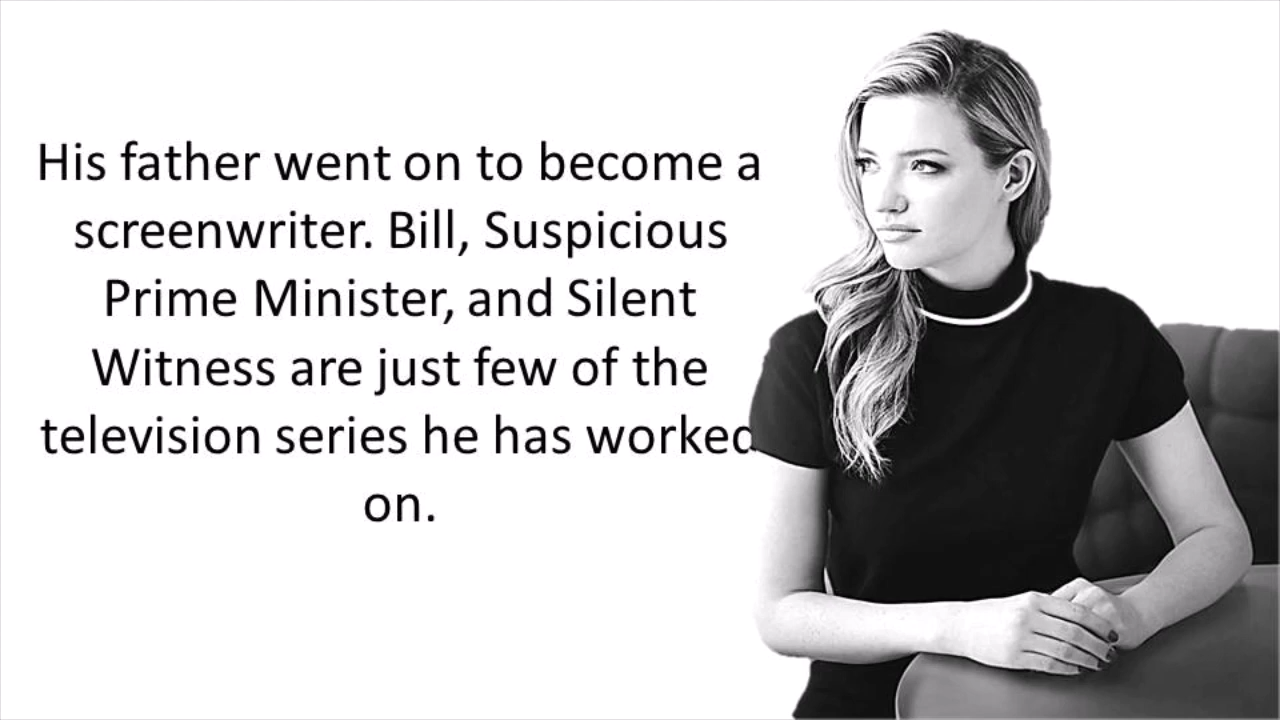 His father went on to become a
screenwriter. Bill, Suspicious
Prime Minister, and Silent
Witness are just few of the
television series he has worked
on.